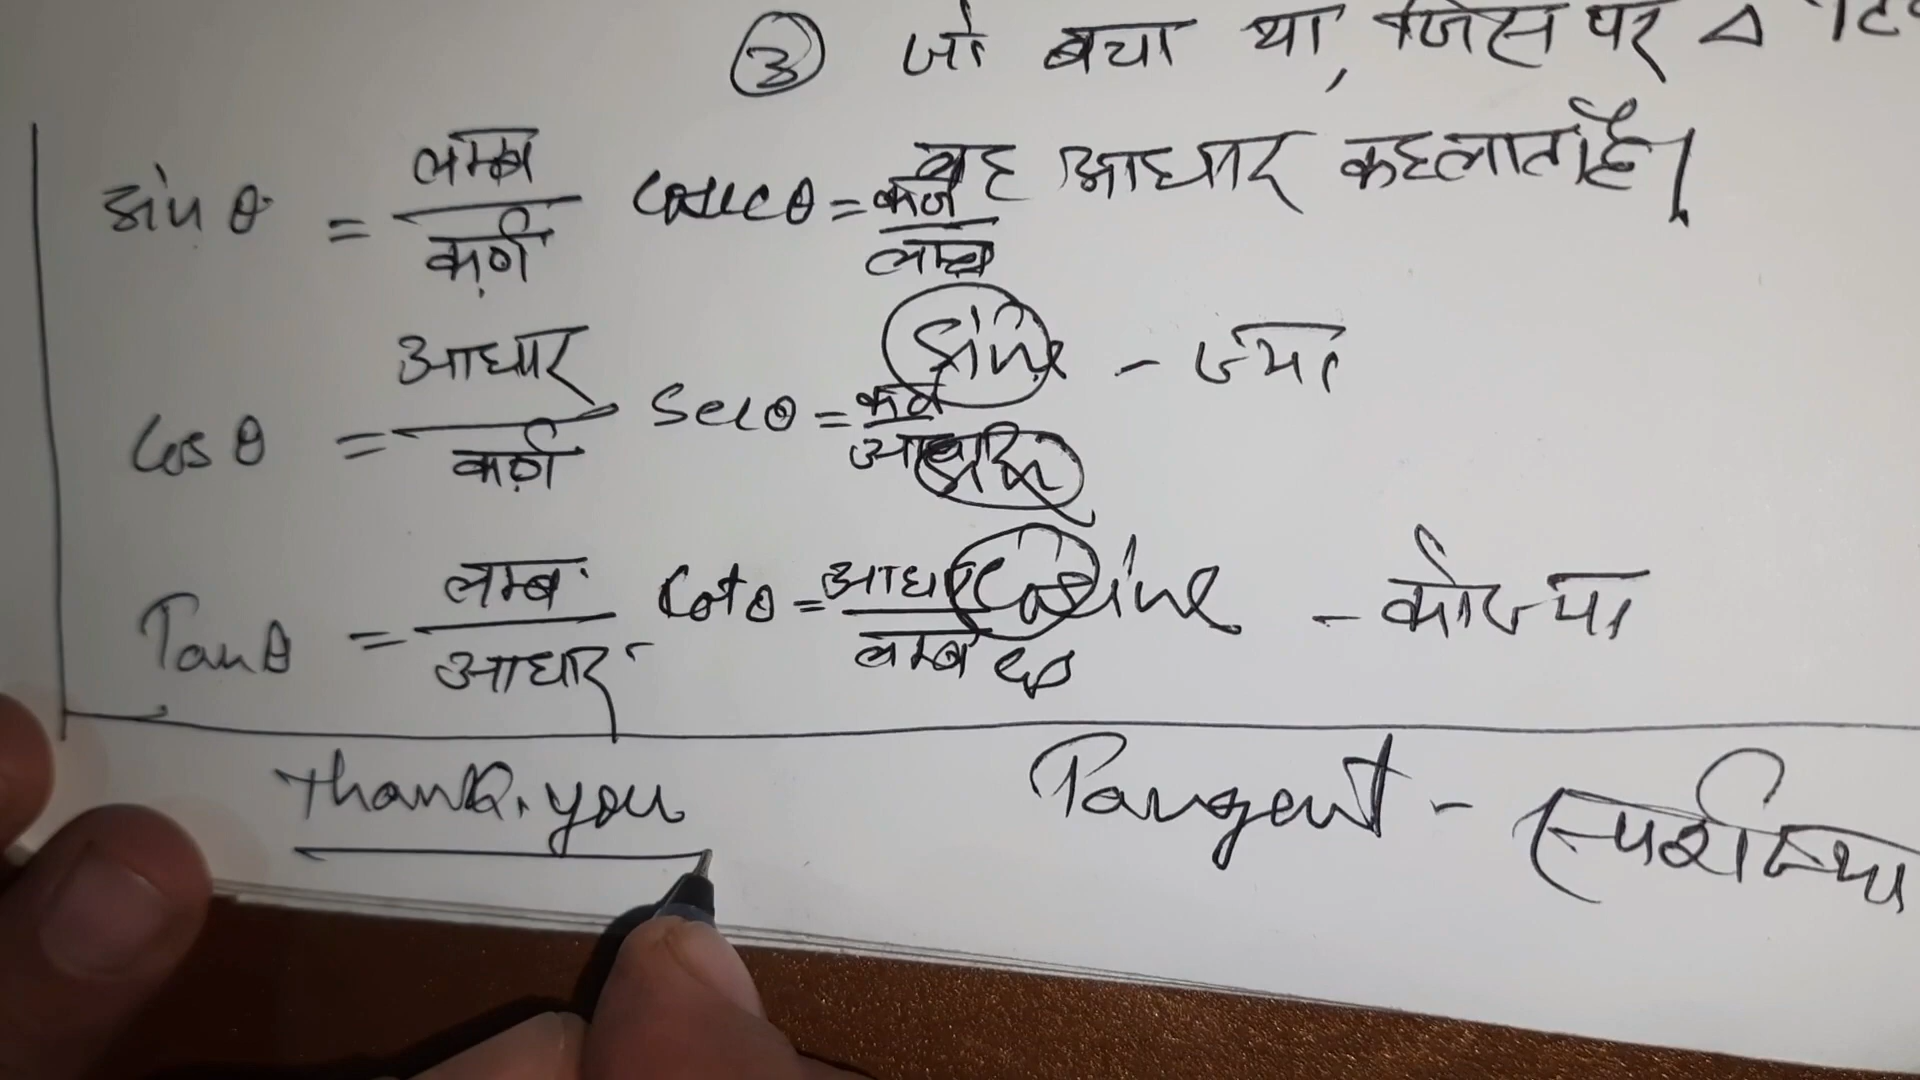 ③ जो बचा था, जिस पर △
वह आधार कहलाता है।
sin θ = लम्ब / कर्ण cosec θ = कर्ण / लम्ब
Sine - ज्या
Cos θ = आधार / कर्ण Sec θ = कर्ण / आधार
Cosine - कोज्या
Tan θ = लम्ब / आधार Cot θ = आधार / लम्ब
Thank you
Tangent - स्पर्शज्या